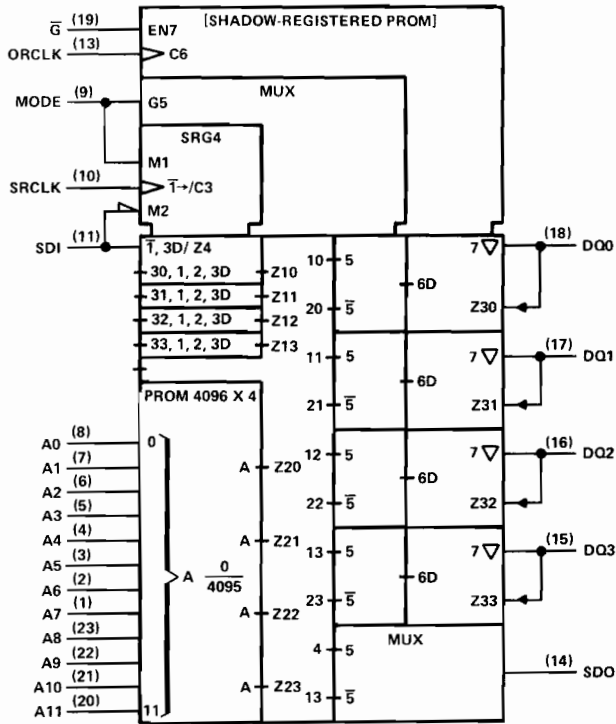 [SHADOW-REGISTERED PROM]
G̅ (19) EN7
ORCLK (13) C6
MUX
MODE (9) G5
SRG4
M1
SRCLK (10) 1̅→/C3
M2
SDI (11) 1̅, 3D/ Z4
30, 1, 2, 3D Z10
31, 1, 2, 3D Z11
32, 1, 2, 3D Z12
33, 1, 2, 3D Z13
10 5 6D 7 ▽ (18) DQ0
20 5̅ Z30
11 5 6D 7 ▽ (17) DQ1
21 5̅ Z31
12 5 6D 7 ▽ (16) DQ2
22 5̅ Z32
13 5 6D 7 ▽ (15) DQ3
23 5̅ Z33
MUX
4 5
13 5̅
(14) SDO
PROM 4096 X 4
A0 (8) 0
A1 (7)
A2 (6)
A3 (5)
A4 (4)
A5 (3)
A6 (2)
A7 (1)
A8 (23)
A9 (22)
A10 (21)
A11 (20) 11
A 0/4095
A Z20
A Z21
A Z22
A Z23